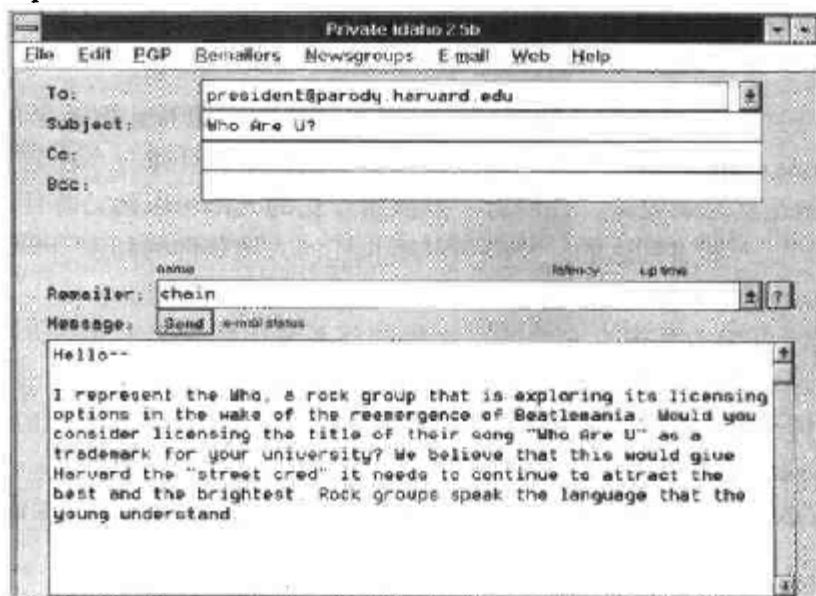 Private Idaho 2.5b
File Edit PGP Remailers Newsgroups E-mail Web Help
To: president@parody.harvard.edu
Subject: Who Are U?
Cc:
Bcc:
name latency up time
Remailer: chain ?
Message: Send e-mail status
Hello--
I represent the Who, a rock group that is exploring its licensing
options in the wake of the reemergence of Beatlemania. Would you
consider licensing the title of their song "Who Are U" as a
trademark for your university? We believe that this would give
Harvard the "street cred" it needs to continue to attract the
best and the brightest. Rock groups speak the language that the
young understand.